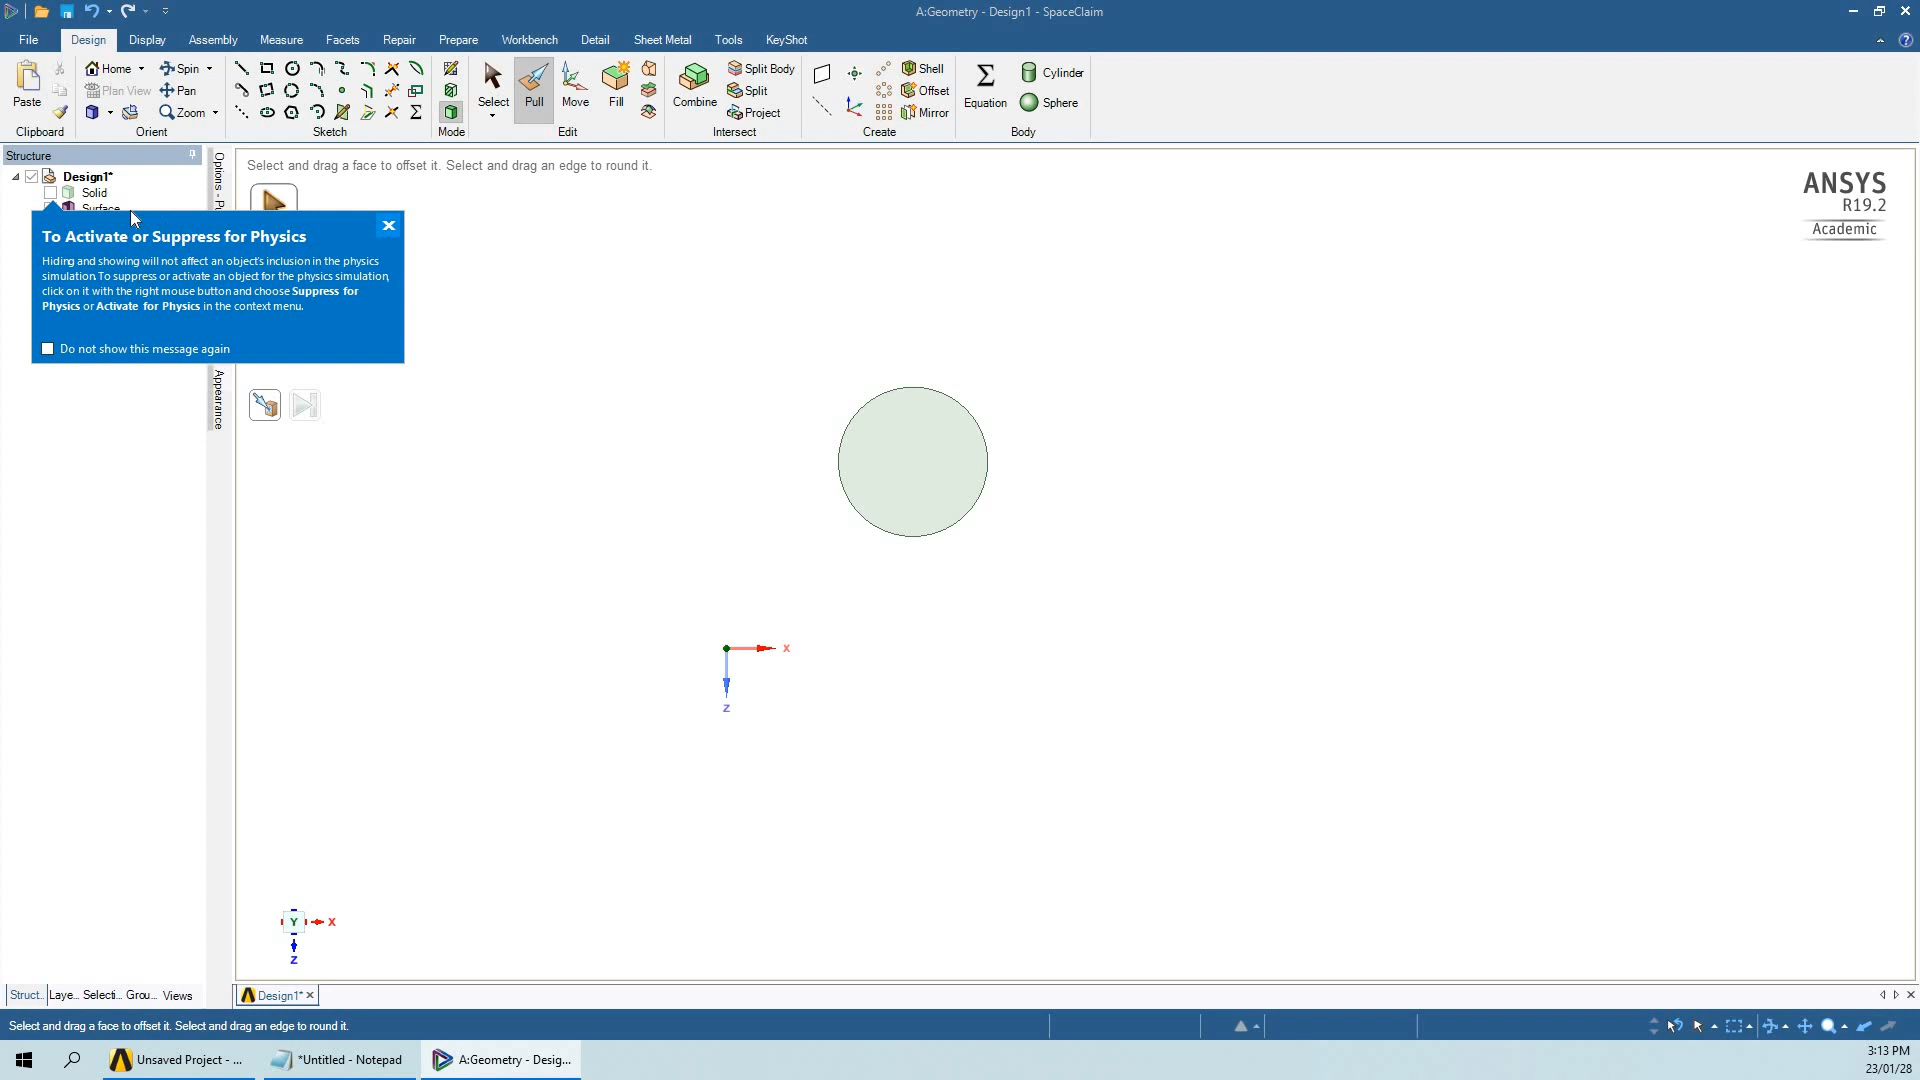 A:Geometry - Design1 - SpaceClaim
File Design Display Assembly Measure Facets Repair Prepare Workbench Detail Sheet Metal Tools KeyShot
Paste
Clipboard
Home Spin
Plan View Pan
Zoom
Orient
Sketch
Mode
Select Pull Move Fill
Edit
Combine
Split Body
Split
Project
Intersect
Shell
Offset
Mirror
Create
Equation
Cylinder
Sphere
Body
Structure
Design1*
Solid
Surface
Options - Pu
Appearance
Select and drag a face to offset it. Select and drag an edge to round it.
To Activate or Suppress for Physics
Hiding and showing will not affect an object's inclusion in the physics
simulation. To suppress or activate an object for the physics simulation,
click on it with the right mouse button and choose Suppress for
Physics or Activate for Physics in the context menu.
Do not show this message again
ANSYS
R19.2
Academic
X
Z
Y X
Z
Struct... Laye... Selecti... Grou... Views
Design1*
Select and drag a face to offset it. Select and drag an edge to round it.
Unsaved Project - ...
*Untitled - Notepad
A:Geometry - Desig...
3:13 PM
23/01/28